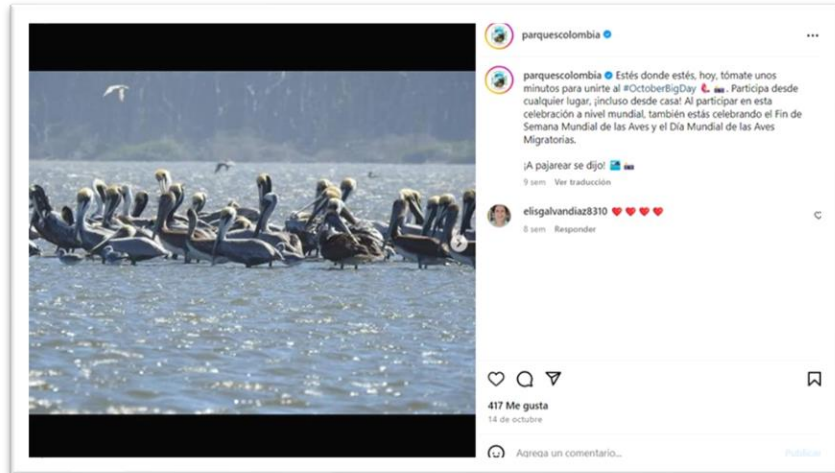 parquescolombia
parquescolombia Estés donde estés, hoy, tómate unos
minutos para unirte al #OctoberBigDay. Participa desde
cualquier lugar, ¡incluso desde casa! Al participar en esta
celebración a nivel mundial, también estás celebrando el Fin de
Semana Mundial de las Aves y el Día Mundial de las Aves
Migratorias.
¡A pajarear se dijo!
9 sem Ver traducción
elisgalvandiaz8310
8 sem Responder
417 Me gusta
14 de octubre
Agrega un comentario...
Publicar